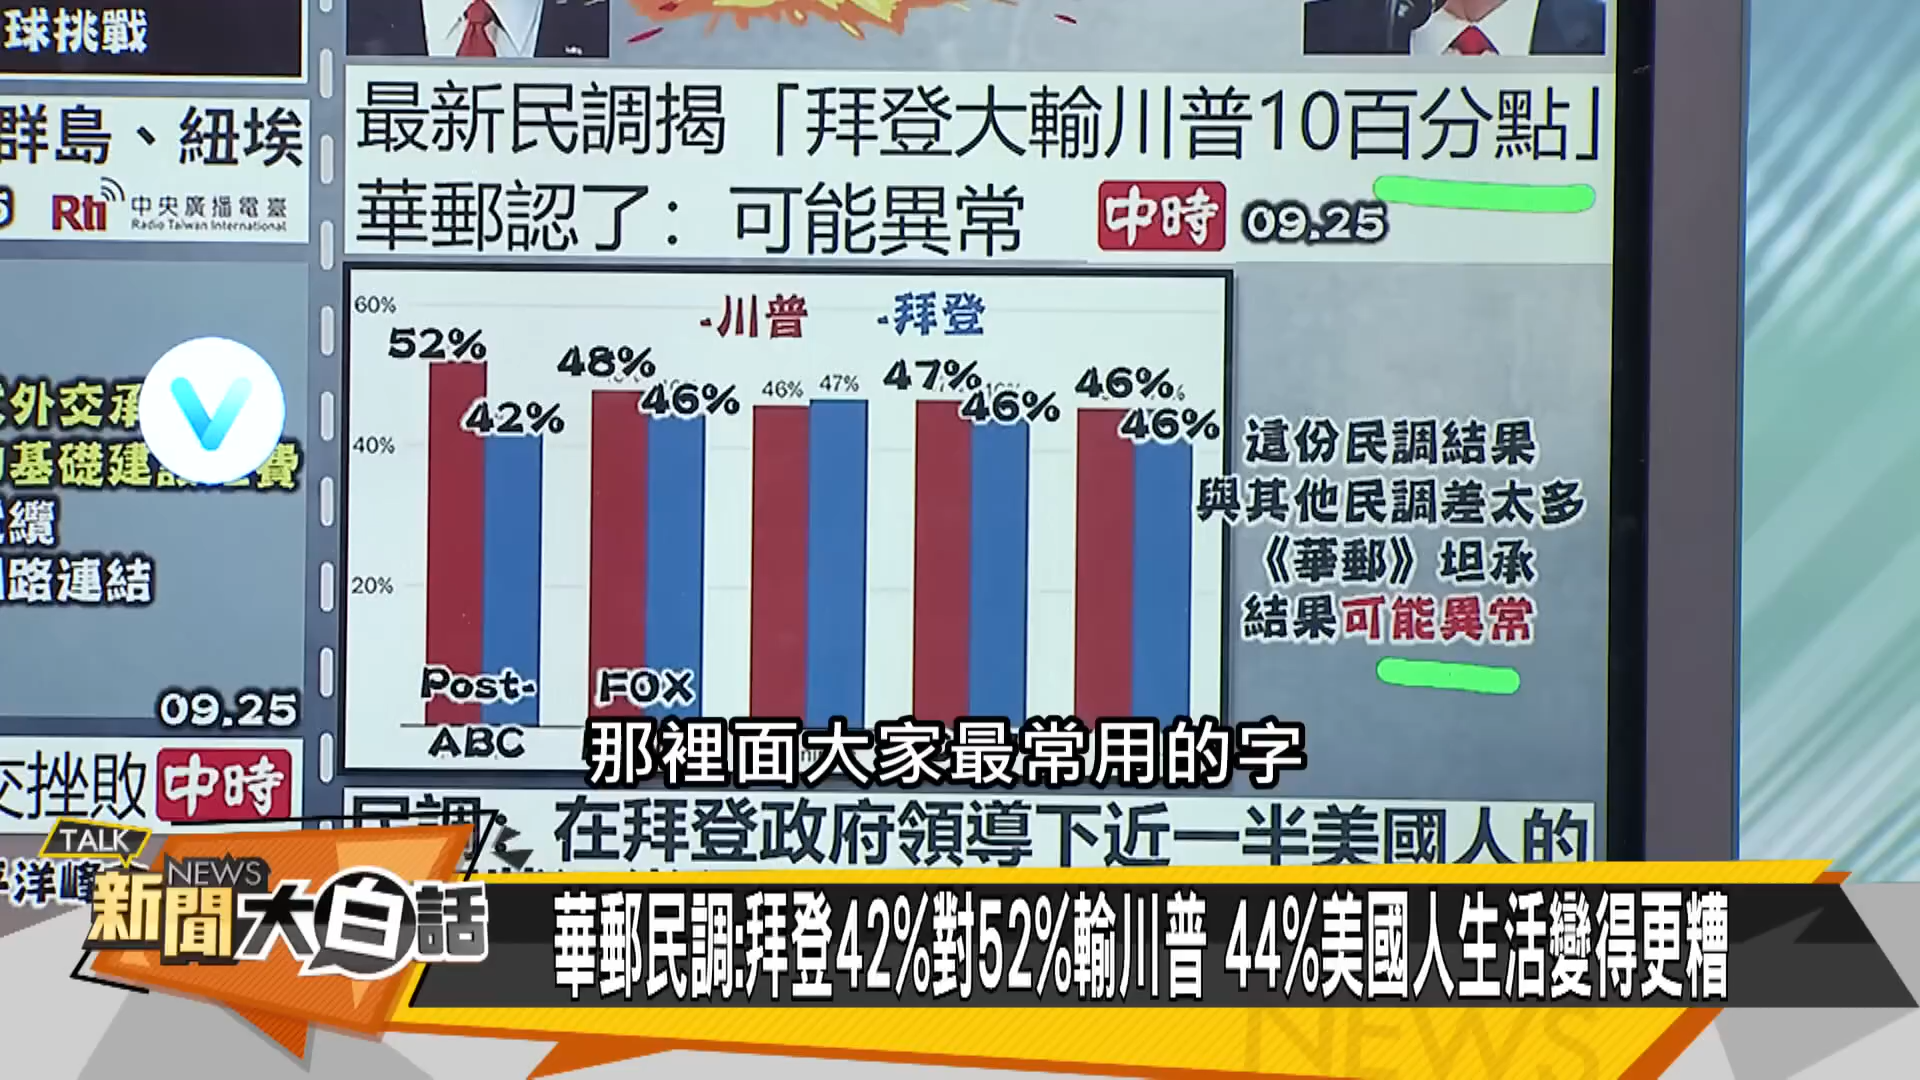 球挑戰
群島、紐埃
Rti 中央廣播電臺
Radio Taiwan International
外交承
基礎建
費
纜
路連結
09.25
挫敗 中時
洋峰
最新民調揭「拜登大輸川普10百分點」
華郵認了：可能異常 中時 09.25
60%
40%
20%
-川普 -拜登
52%
42%
48%
46%
46%
47%
47%
46%
46%
46%
Post-
ABC
FOX
這份民調結果
與其他民調差太多
《華郵》坦承
結果可能異常
那裡面大家最常用的字
民調：在拜登政府領導下近一半美國人的
TALK
NEWS
新聞大白話
華郵民調:拜登42%對52%輸川普 44%美國人生活變得更糟
NEWS